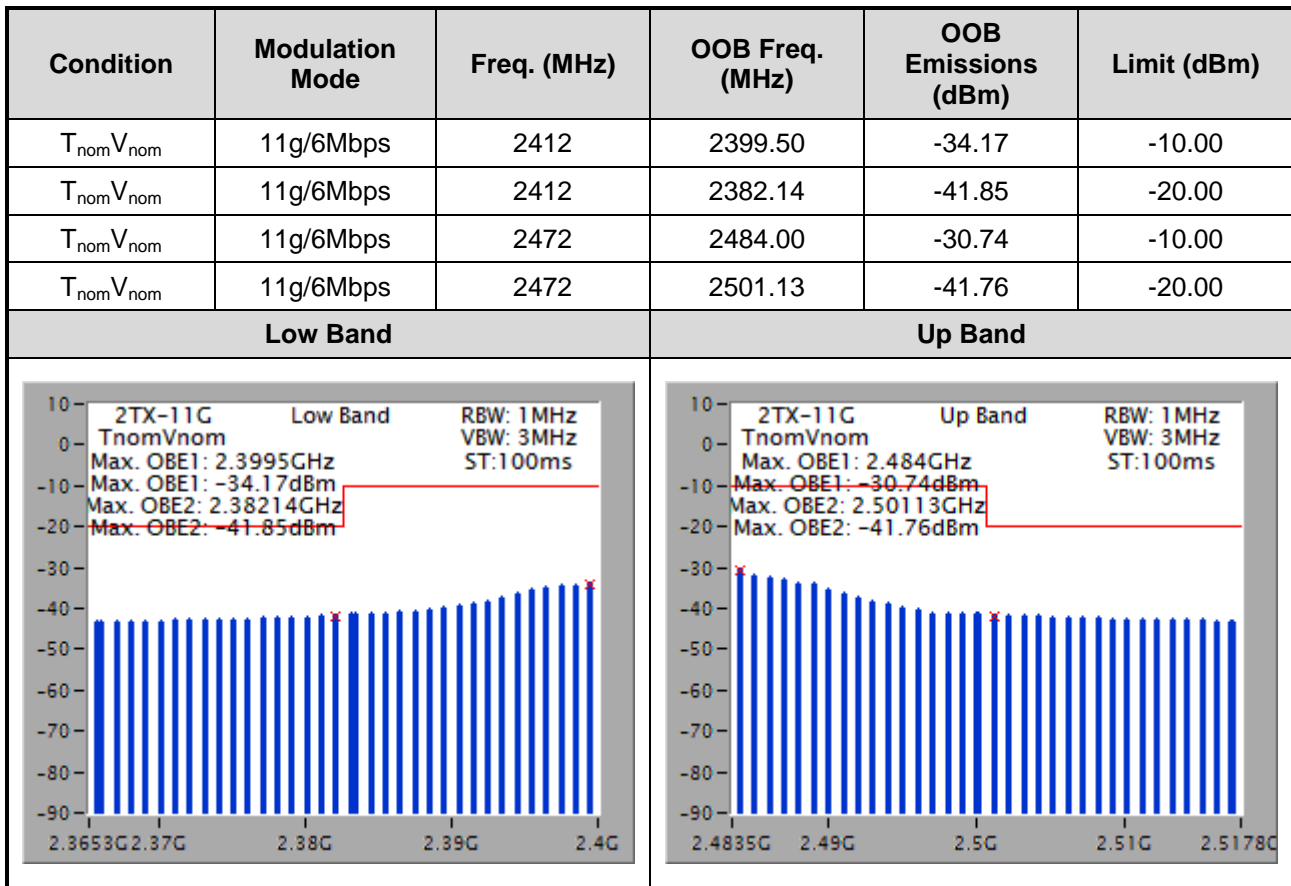 Condition Modulation Mode Freq. (MHz) OOB Freq. (MHz) OOB Emissions (dBm) Limit (dBm)
TnomVnom 11g/6Mbps 2412 2399.50 -34.17 -10.00
TnomVnom 11g/6Mbps 2412 2382.14 -41.85 -20.00
TnomVnom 11g/6Mbps 2472 2484.00 -30.74 -10.00
TnomVnom 11g/6Mbps 2472 2501.13 -41.76 -20.00
Low Band Up Band
2TX-11G Low Band RBW: 1MHz
TnomVnom VBW: 3MHz
Max. OBE1: 2.3995GHz ST:100ms
Max. OBE1: -34.17dBm
Max. OBE2: 2.38214GHz
Max. OBE2: -41.85dBm
10
0
-10
-20
-30
-40
-50
-60
-70
-80
-90
2.3653G 2.37G 2.38G 2.39G 2.4G
2TX-11G Up Band RBW: 1MHz
TnomVnom VBW: 3MHz
Max. OBE1: 2.484GHz ST:100ms
Max. OBE1: -30.74dBm
Max. OBE2: 2.50113GHz
Max. OBE2: -41.76dBm
10
0
-10
-20
-30
-40
-50
-60
-70
-80
-90
2.4835G 2.49G 2.5G 2.51G 2.5178G